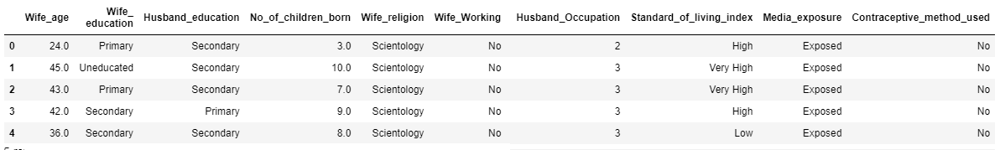 Wife_age Wife_ education Husband_education No_of_children_born Wife_religion Wife_Working Husband_Occupation Standard_of_living_index Media_exposure Contraceptive_method_used
0 24.0 Primary Secondary 3.0 Scientology No 2 High Exposed No
1 45.0 Uneducated Secondary 10.0 Scientology No 3 Very High Exposed No
2 43.0 Primary Secondary 7.0 Scientology No 3 Very High Exposed No
3 42.0 Secondary Primary 9.0 Scientology No 3 High Exposed No
4 36.0 Secondary Secondary 8.0 Scientology No 3 Low Exposed No